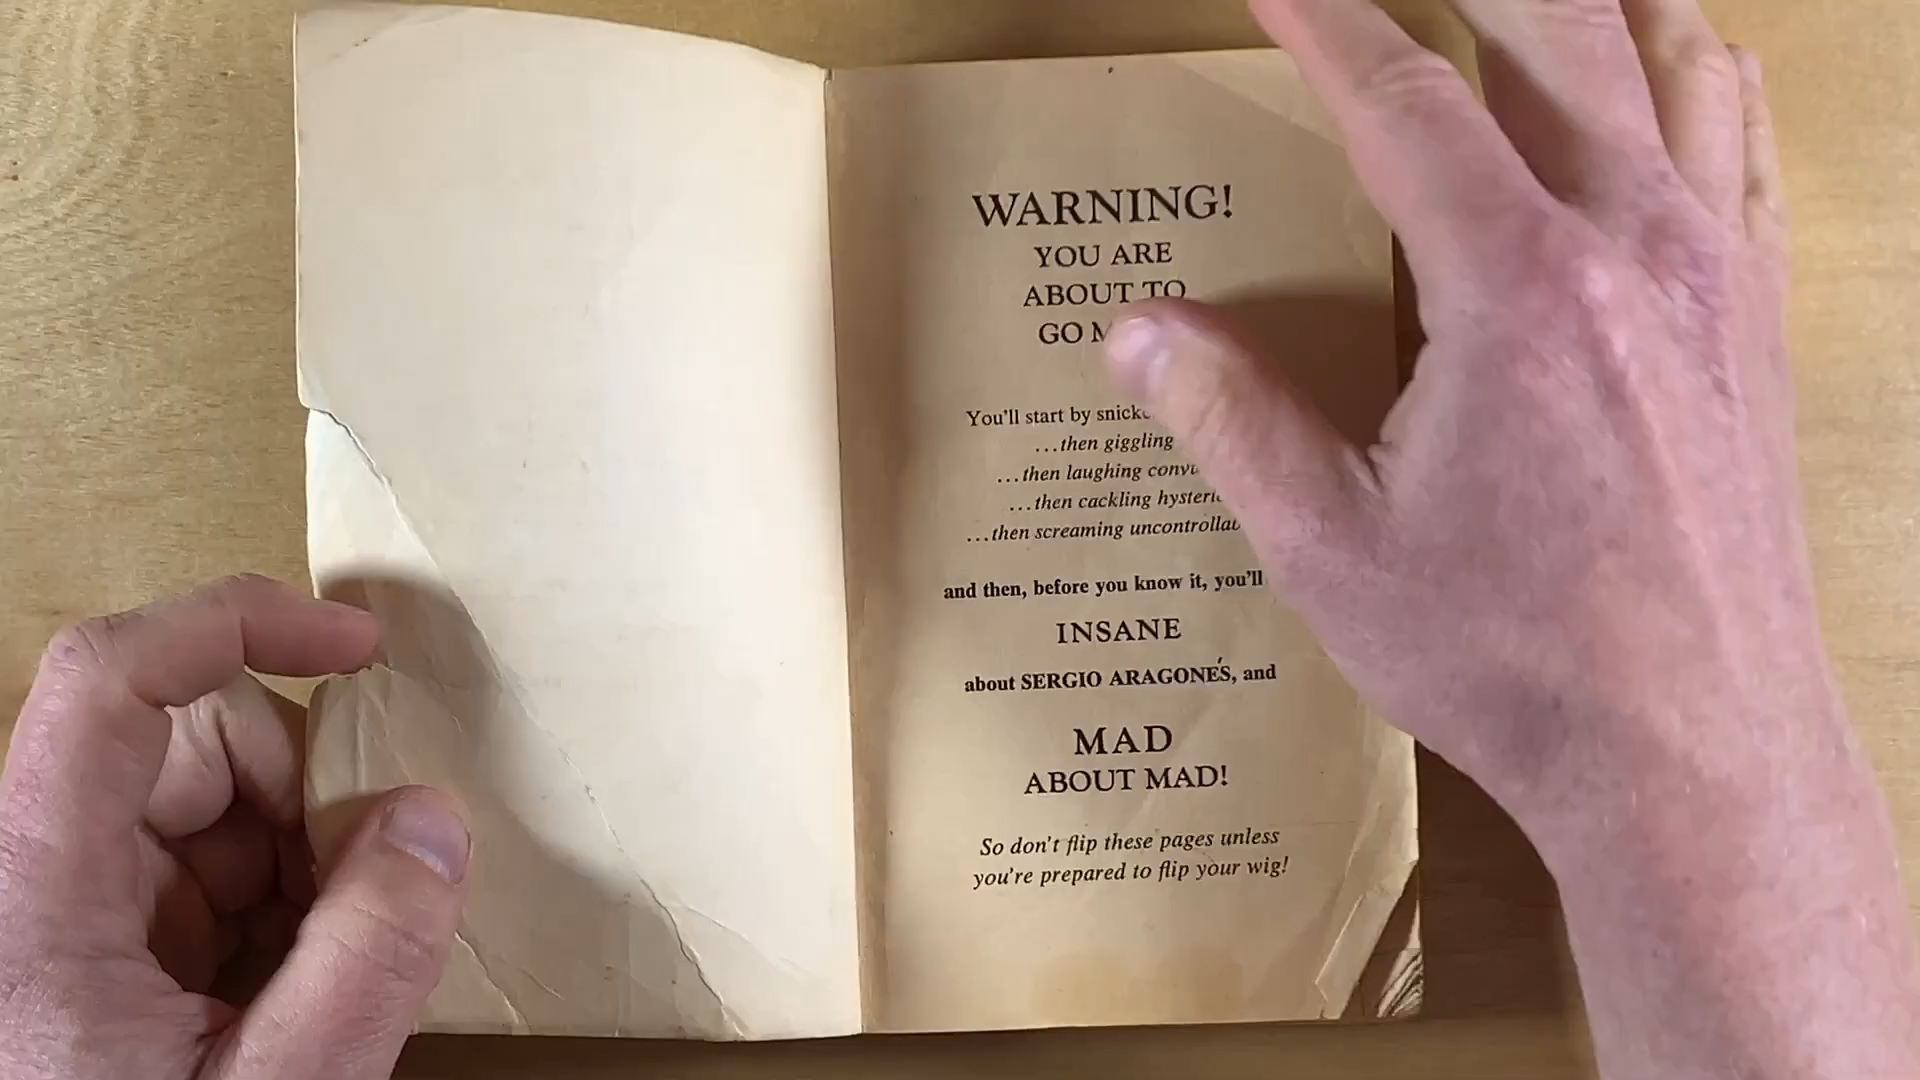 WARNING!
YOU ARE
ABOUT TO
GO
You'll start by
...then giggling
...then laughing
...then cackling
...then screaming
and then, before you know it, you'll
INSANE
about SERGIO ARAGONÉS, and
MAD
ABOUT MAD!
So don't flip these pages unless
you're prepared to flip your wig!